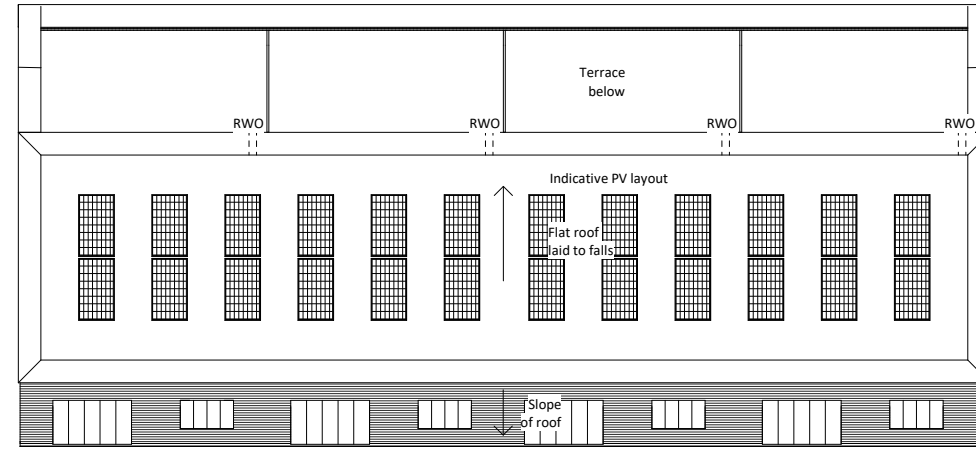 Terrace
below
RWO RWO RWO RWO
Indicative PV layout
Flat roof
laid to falls
Slope
of roof